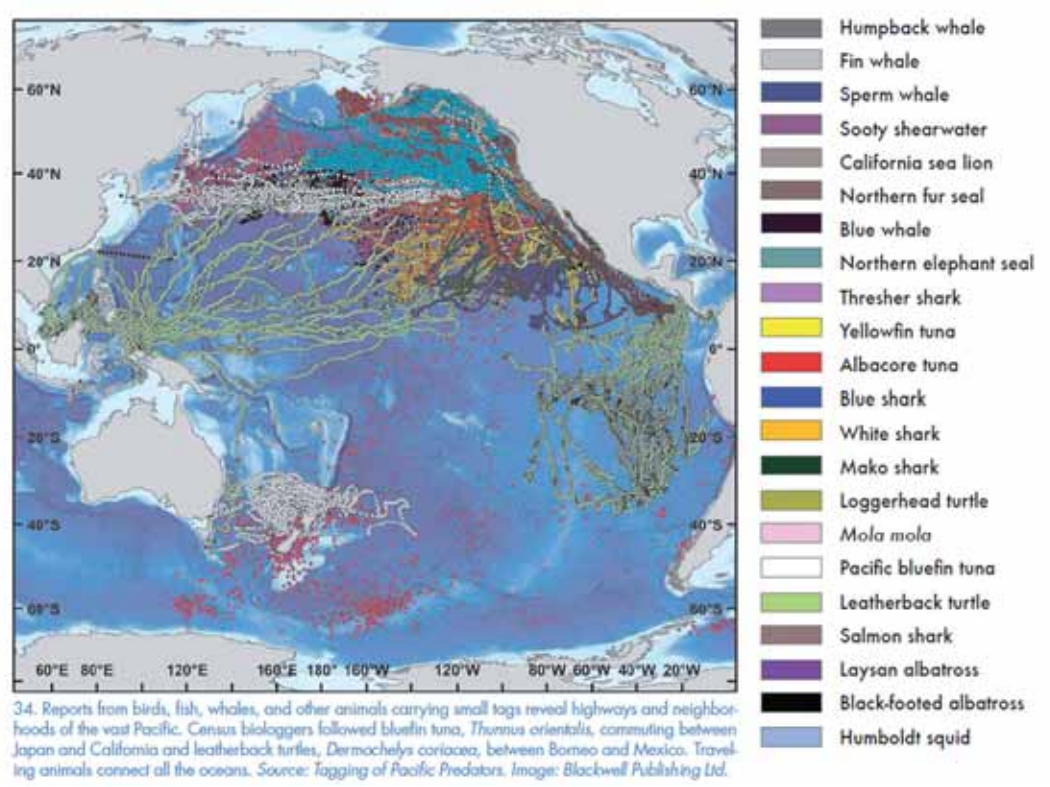 60°N
60°N
40°N
40°N
20°N
20°N
0°
0°
20°S
20°S
40°S
40°S
60°S
60°S
60°E 80°E 120°E 160°E 180° 160°W 120°W 80°W 60°W 40°W 20°W
Humpback whale
Fin whale
Sperm whale
Sooty shearwater
California sea lion
Northern fur seal
Blue whale
Northern elephant seal
Thresher shark
Yellowfin tuna
Albacore tuna
Blue shark
White shark
Mako shark
Loggerhead turtle
Mola mola
Pacific bluefin tuna
Leatherback turtle
Salmon shark
Laysan albatross
Black-footed albatross
Humboldt squid
34. Reports from birds, fish, whales, and other animals carrying small tags reveal highways and neighbor-
hoods of the vast Pacific. Census biologgers followed bluefin tuna, Thunnus orientalis, commuting between
Japan and California and leatherback turtles, Dermochelys coriacea, between Borneo and Mexico. Travel-
ing animals connect all the oceans. Source: Tagging of Pacific Predators. Image: Blackwell Publishing Ltd.